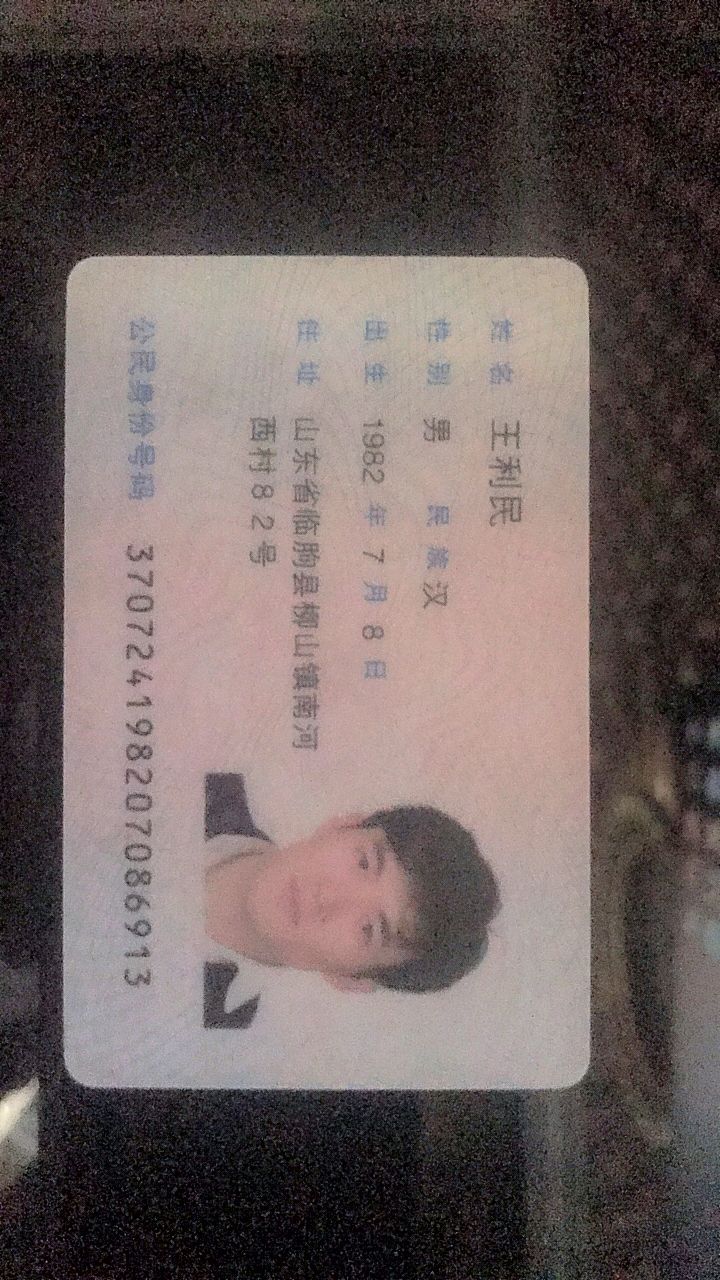 姓名 王利民
性别 男 民族 汉
出生 1982 年 7 月 8 日
住址 山东省临朐县柳山镇南河
西村82号
公民身份号码 370724198207086913